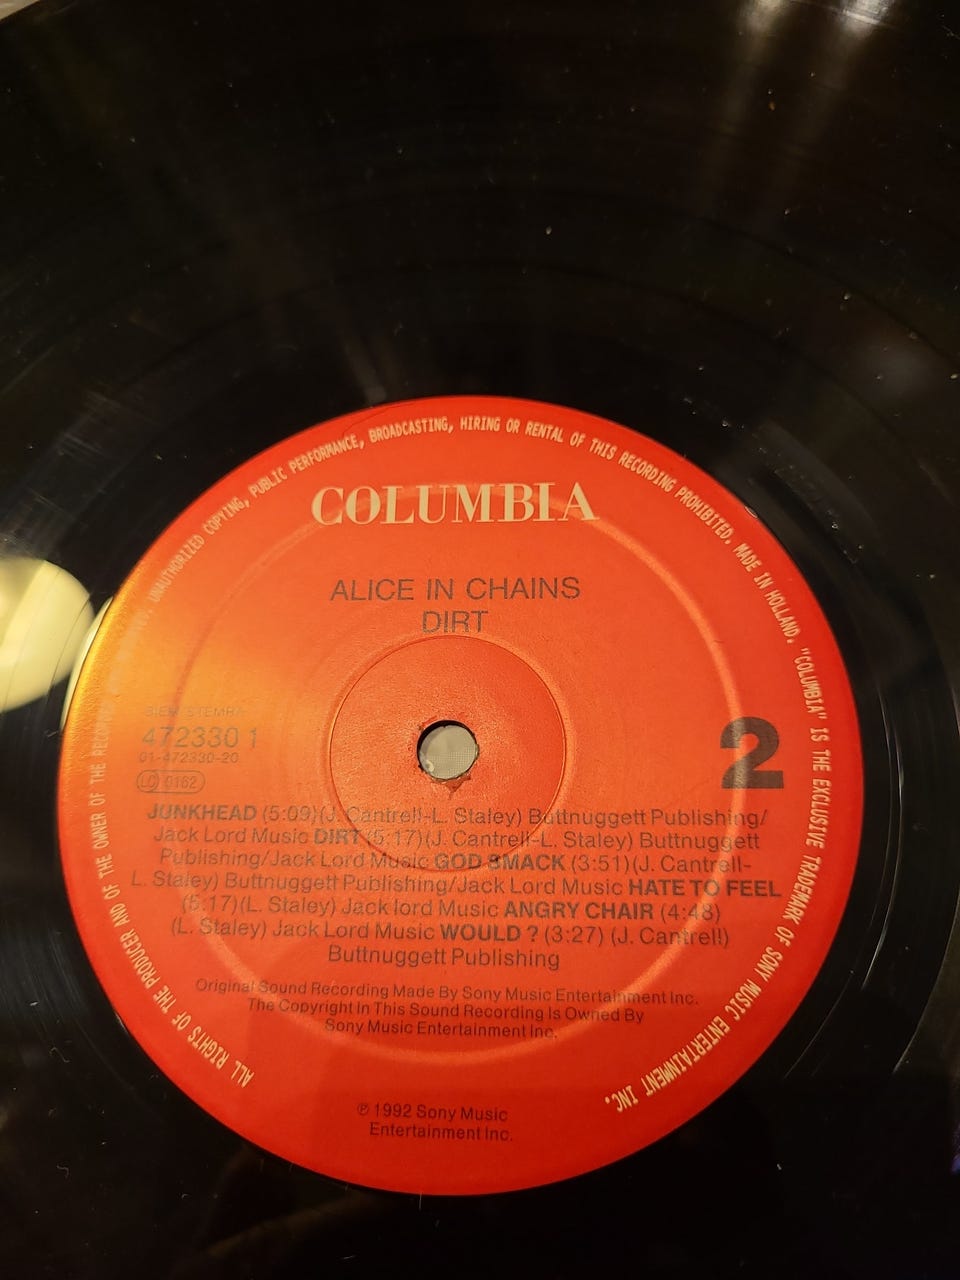 ALL RIGHTS OF THE PRODUCER AND OF THE OWNER OF THE UNAUTHORIZED COPYING, PUBLIC PERFORMANCE, BROADCASTING, HIRING OR RENTAL OF THIS RECORDING PROHIBITED. MADE IN HOLLAND. "COLUMBIA" IS THE EXCLUSIVE TRADEMARK OF SONY MUSIC ENTERTAINMENT INC.
COLUMBIA
ALICE IN CHAINS
DIRT
BIEM STEMRA
472330 1
01-472330-20
LC 0162
2
JUNKHEAD (5:09)(J. Cantrell-L. Staley) Buttnuggett Publishing/
Jack Lord Music DIRT (5:17)(J. Cantrell-L. Staley) Buttnuggett
Publishing/Jack Lord Music GOD SMACK (3:51)(J. Cantrell-
L. Staley) Buttnuggett Publishing/Jack Lord Music HATE TO FEEL
(5:17)(L. Staley) Jack lord Music ANGRY CHAIR (4:48)
(L. Staley) Jack Lord Music WOULD ? (3:27) (J. Cantrell)
Buttnuggett Publishing
Original Sound Recording Made By Sony Music Entertainment Inc.
The Copyright In This Sound Recording Is Owned By
Sony Music Entertainment Inc.
℗ 1992 Sony Music
Entertainment Inc.